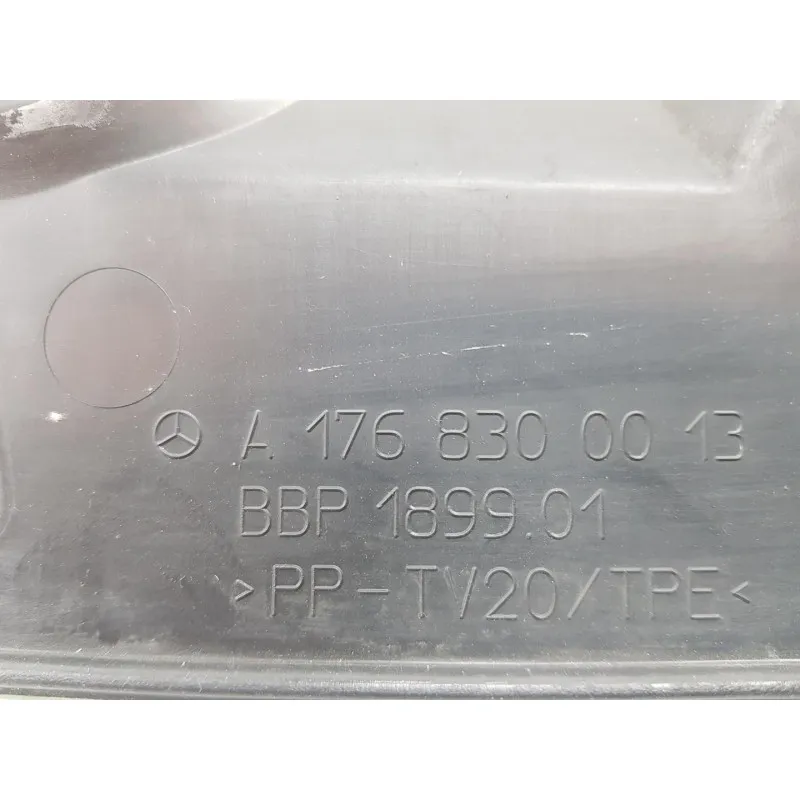 A 176 830 00 13
BBP 1899.01
>PP-TV20/TPE<